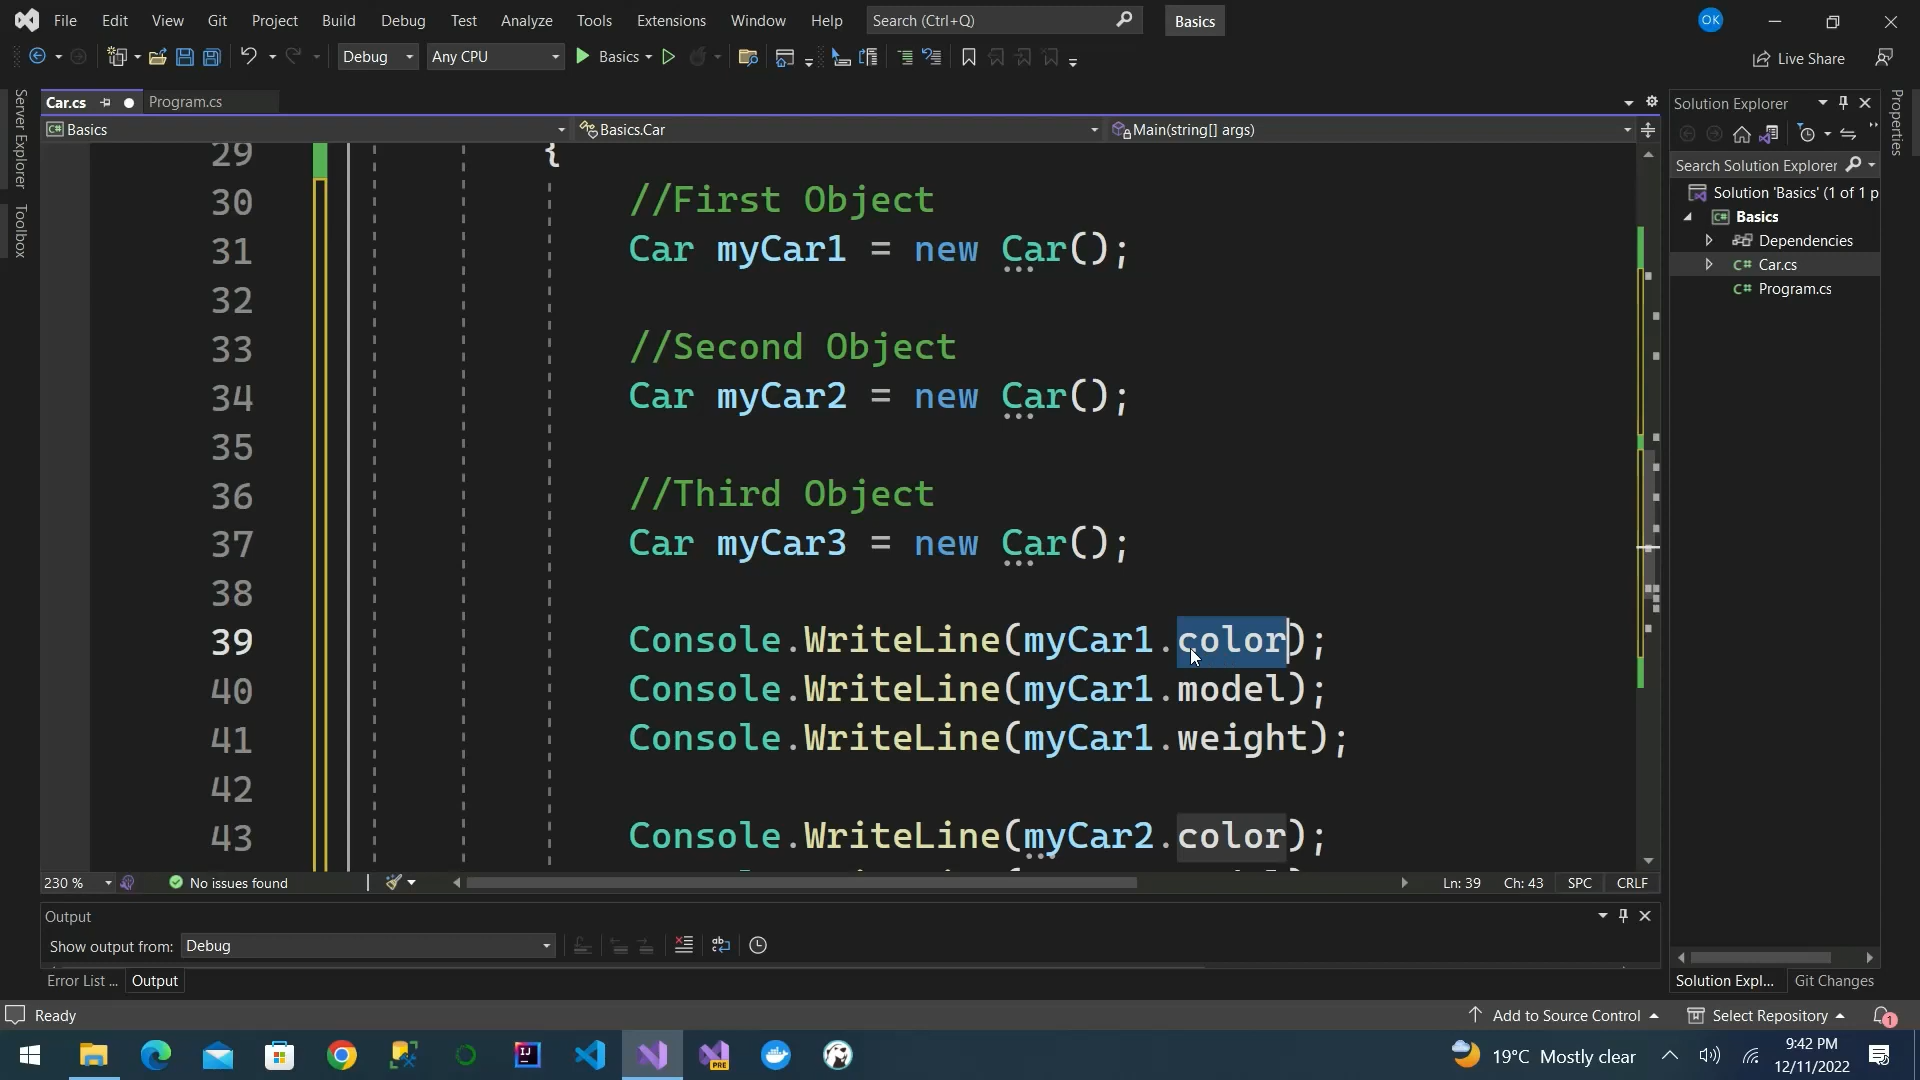 File Edit View Git Project Build Debug Test Analyze Tools Extensions Window Help Search (Ctrl+Q) Basics OK
Debug Any CPU Basics Live Share
Car.cs Program.cs
Basics Basics.Car Main(string[] args)
Server Explorer
Toolbox
29 {
30 //First Object
31 Car myCar1 = new Car();
32
33 //Second Object
34 Car myCar2 = new Car();
35
36 //Third Object
37 Car myCar3 = new Car();
38
39 Console.WriteLine(myCar1.color);
40 Console.WriteLine(myCar1.model);
41 Console.WriteLine(myCar1.weight);
42
43 Console.WriteLine(myCar2.color);
230 % No issues found Ln: 39 Ch: 43 SPC CRLF
Output
Show output from: Debug
Error List ... Output
Solution Explorer
Search Solution Explorer
Solution 'Basics' (1 of 1 p
Basics
Dependencies
C# Car.cs
C# Program.cs
Solution Expl... Git Changes
Properties
Ready Add to Source Control Select Repository 1
19°C Mostly clear 9:42 PM
12/11/2022